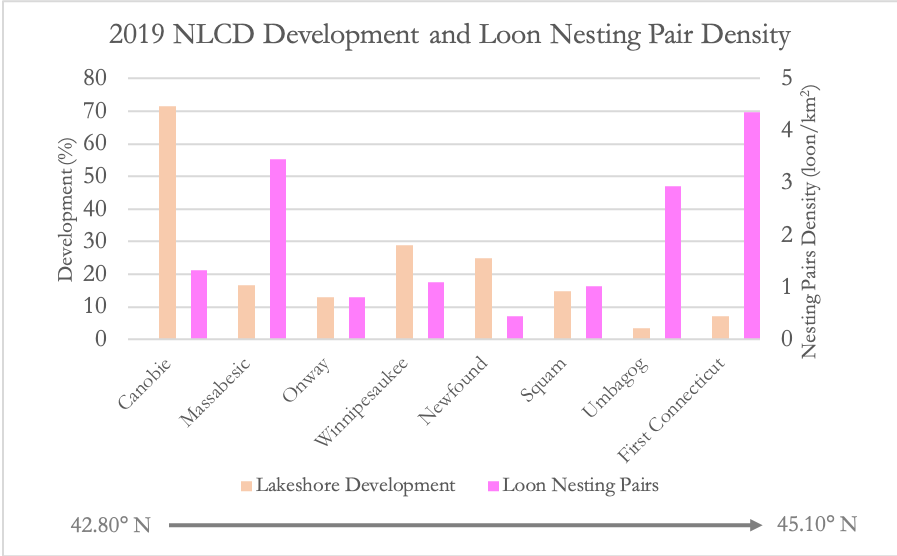 2019 NLCD Development and Loon Nesting Pair Density
80
70
60
50
40
30
20
10
0
Development (%)
5
4
3
2
1
0
Nesting Pairs Density (loon/km²)
Canobie
Massabesic
Onway
Winnipesaukee
Newfound
Squam
Umbagog
First Connecticut
Lakeshore Development
Loon Nesting Pairs
42.80° N
45.10° N